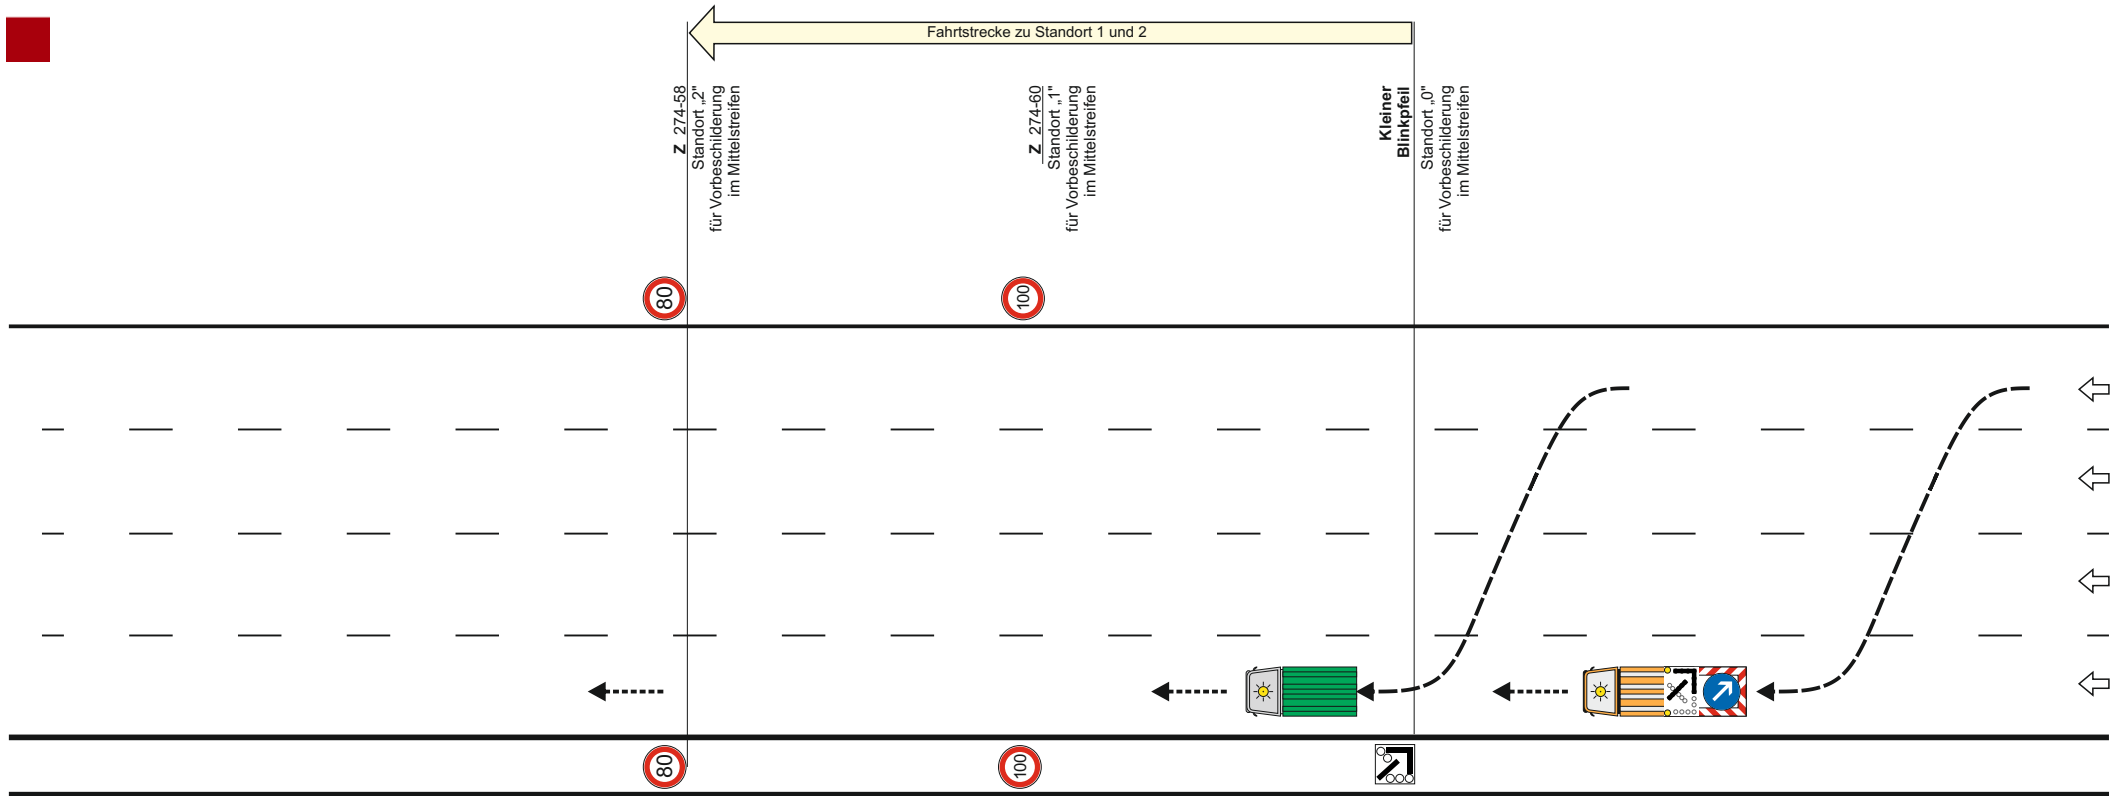 Fahrtstrecke zu Standort 1 und 2
Z 274-58
Standort „2"
für Vorbeschilderung
im Mittelstreifen
Z 274-60
Standort „1"
für Vorbeschilderung
im Mittelstreifen
Kleiner
Blinkpfeil
Standort „0"
für Vorbeschilderung
im Mittelstreifen
80
100
80
100